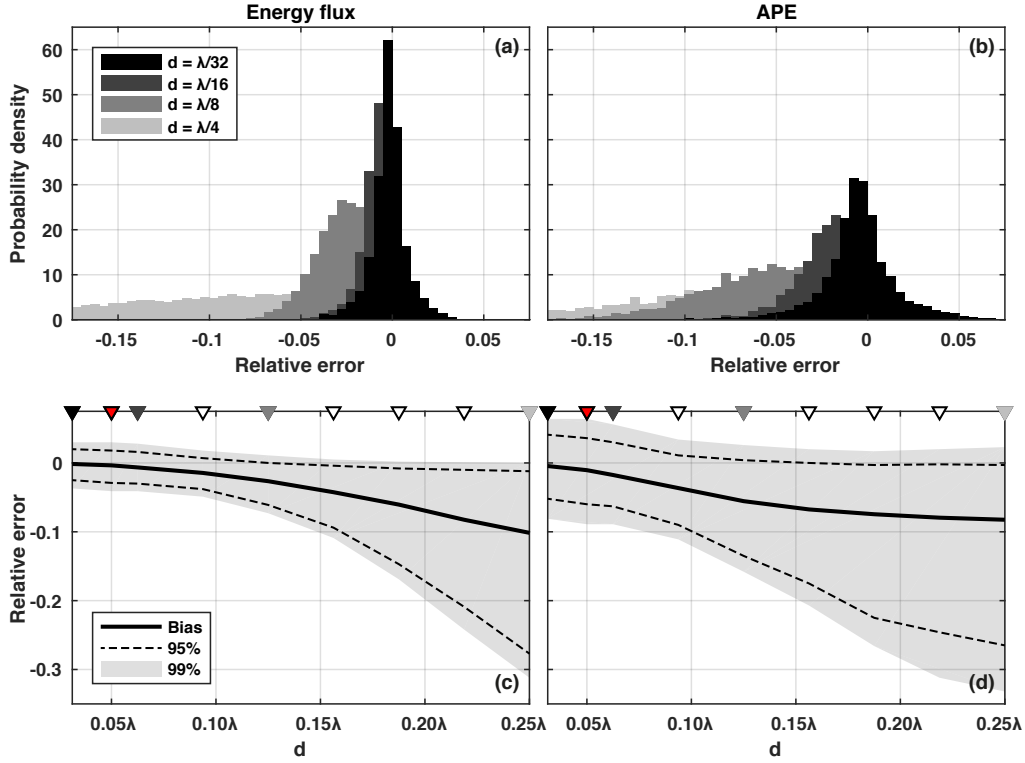 Energy flux
APE
(a)
(b)
d = λ/32
d = λ/16
d = λ/8
d = λ/4
Probability density
60
50
40
30
20
10
0
-0.15
-0.1
-0.05
0
0.05
-0.15
-0.1
-0.05
0
0.05
Relative error
Relative error
Relative error
0
-0.1
-0.2
-0.3
Bias
95%
99%
(c)
(d)
0.05λ
0.10λ
0.15λ
0.20λ
0.25λ
0.05λ
0.10λ
0.15λ
0.20λ
0.25λ
d
d